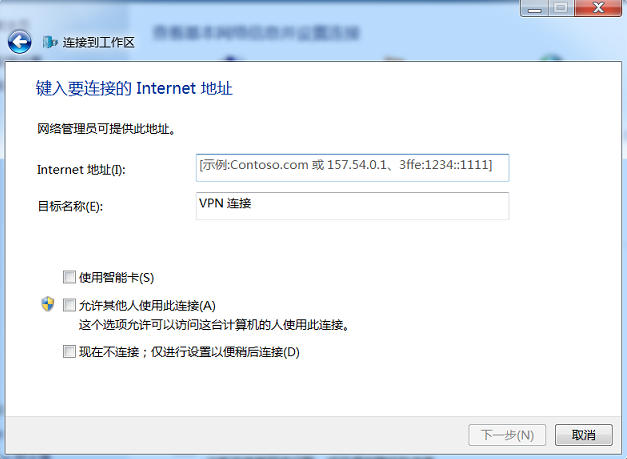 查看基本网络信息并设置连接
连接到工作区
键入要连接的 Internet 地址
网络管理员可提供此地址。
Internet 地址(I):
[示例:Contoso.com 或 157.54.0.1、3ffe:1234::1111]
目标名称(E):
VPN 连接
使用智能卡(S)
允许其他人使用此连接(A)
这个选项允许可以访问这台计算机的人使用此连接。
现在不连接；仅进行设置以便稍后连接(D)
下一步(N)
取消